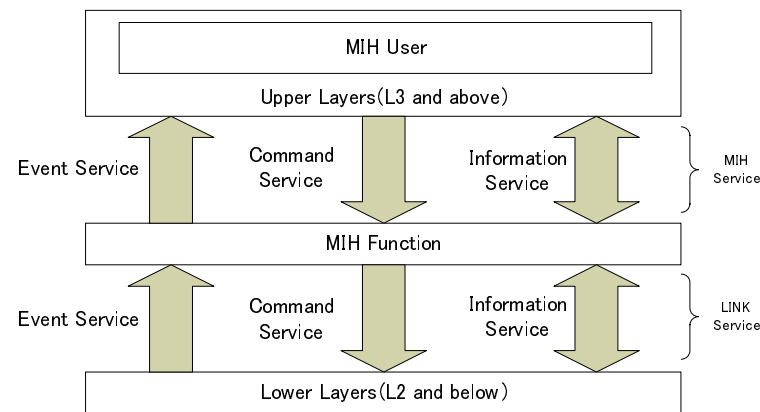 MIH User
Upper Layers(L3 and above)
Event Service
Command
Service
Information
Service
MIH
Service
MIH Function
Event Service
Command
Service
Information
Service
LINK
Service
Lower Layers(L2 and below)